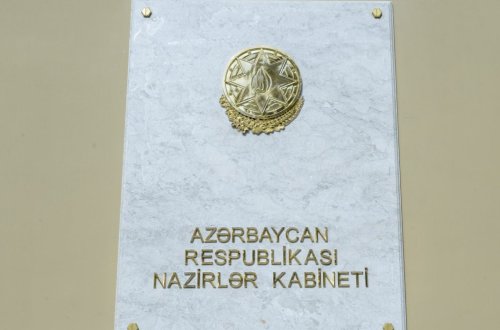 AZƏRBAYCAN
RESPUBLİKASI
NAZİRLƏR KABİNETİ